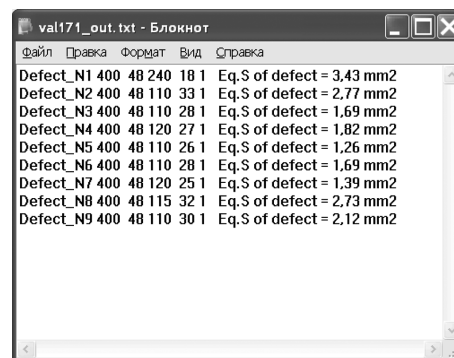 val171_out.txt - Блокнот
Файл Правка Формат Вид Справка
Defect_N1 400 48 240 18 1 Eq.S of defect = 3,43 mm2
Defect_N2 400 48 110 33 1 Eq.S of defect = 2,77 mm2
Defect_N3 400 48 110 28 1 Eq.S of defect = 1,69 mm2
Defect_N4 400 48 120 27 1 Eq.S of defect = 1,82 mm2
Defect_N5 400 48 110 26 1 Eq.S of defect = 1,26 mm2
Defect_N6 400 48 110 28 1 Eq.S of defect = 1,69 mm2
Defect_N7 400 48 120 25 1 Eq.S of defect = 1,39 mm2
Defect_N8 400 48 115 32 1 Eq.S of defect = 2,73 mm2
Defect_N9 400 48 110 30 1 Eq.S of defect = 2,12 mm2